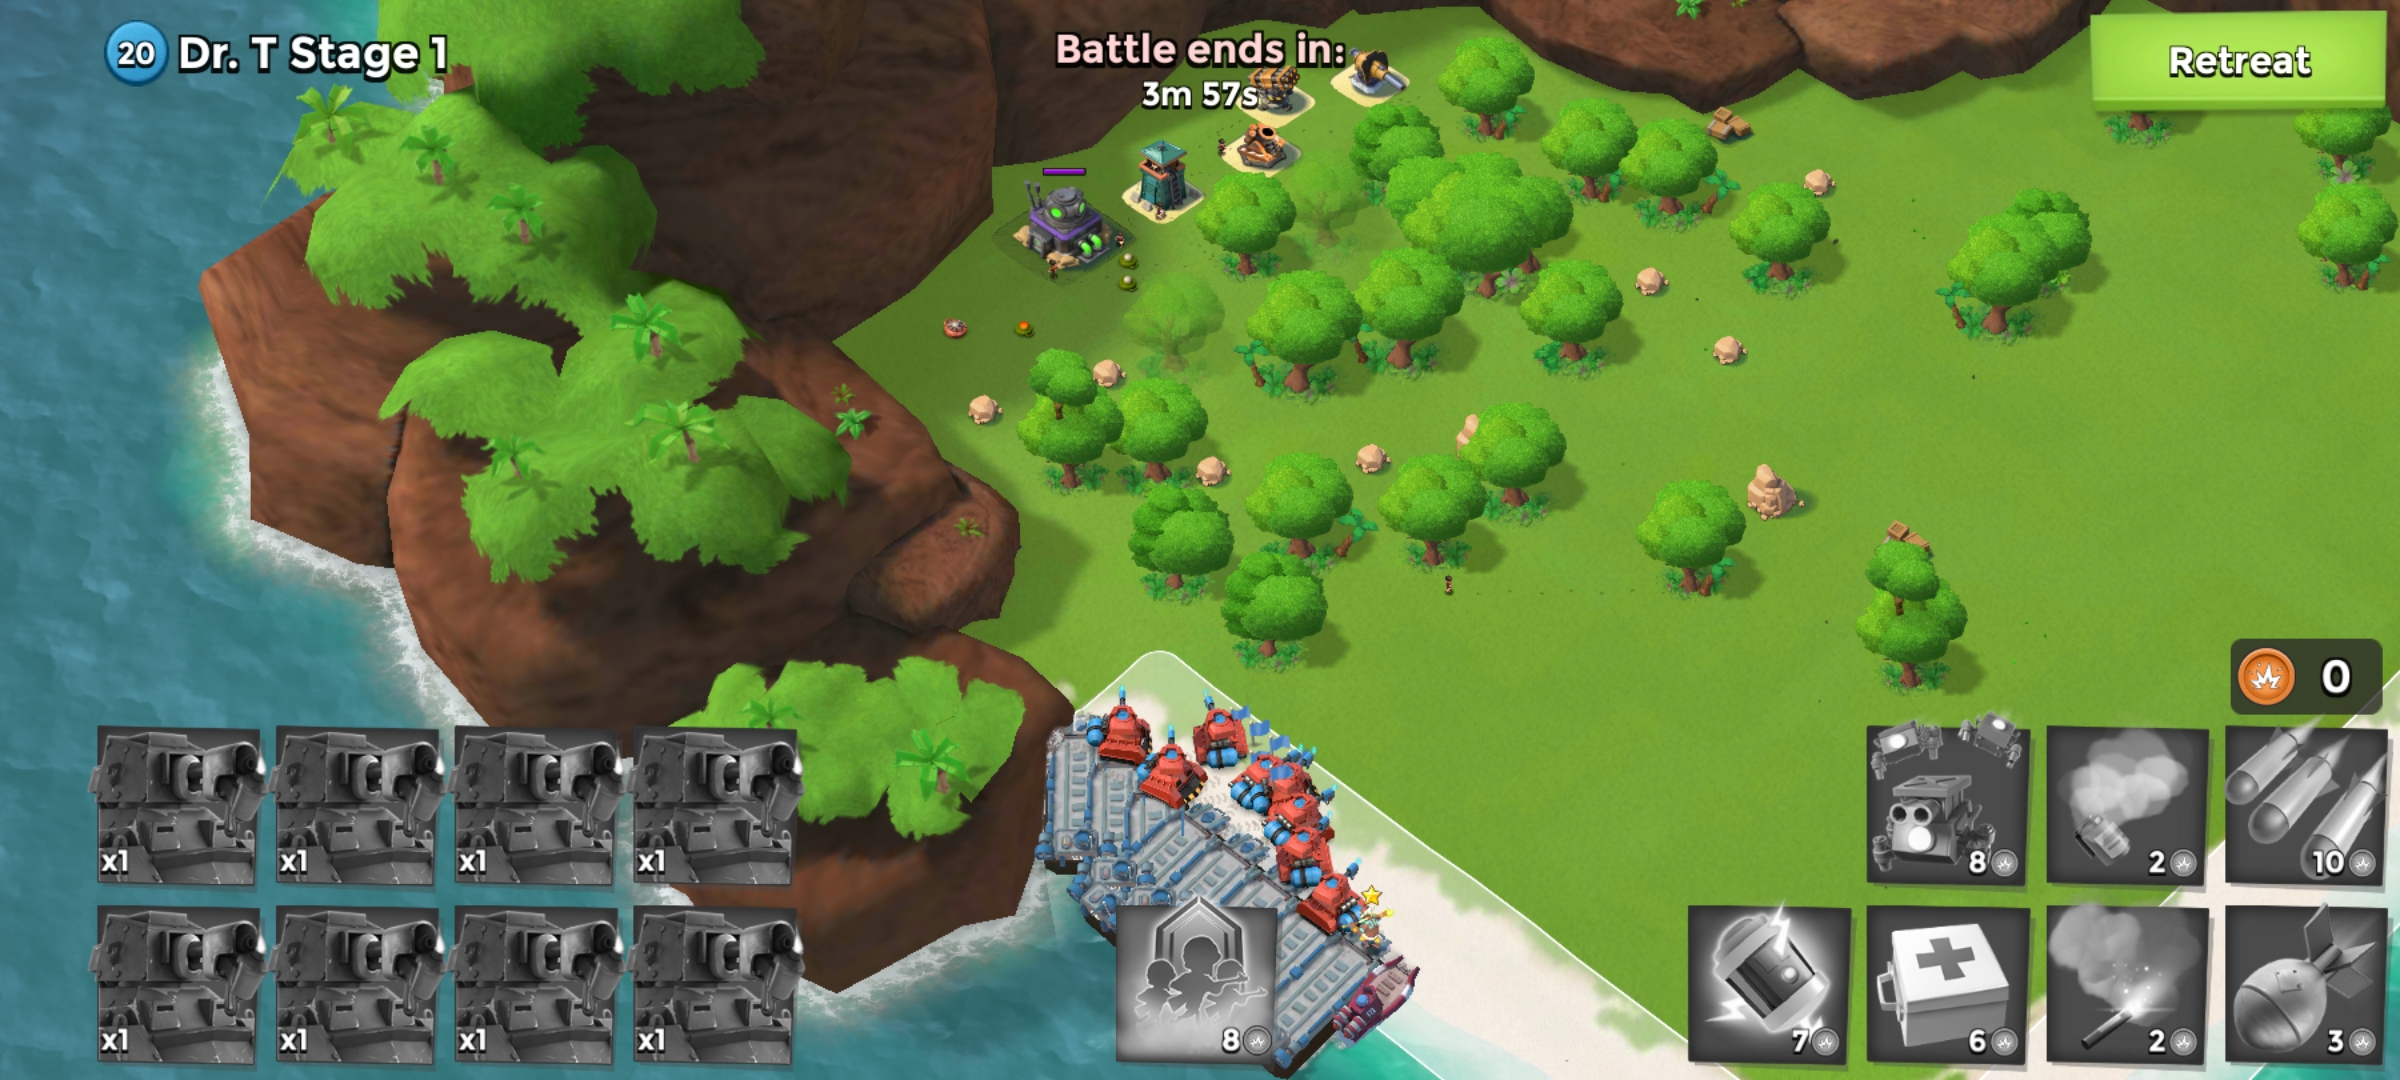 20 Dr. T Stage 1
Battle ends in:
3m 57s
Retreat
0
x1 x1 x1 x1
8 2 10
x1 x1 x1 x1
8
7 6 2 3